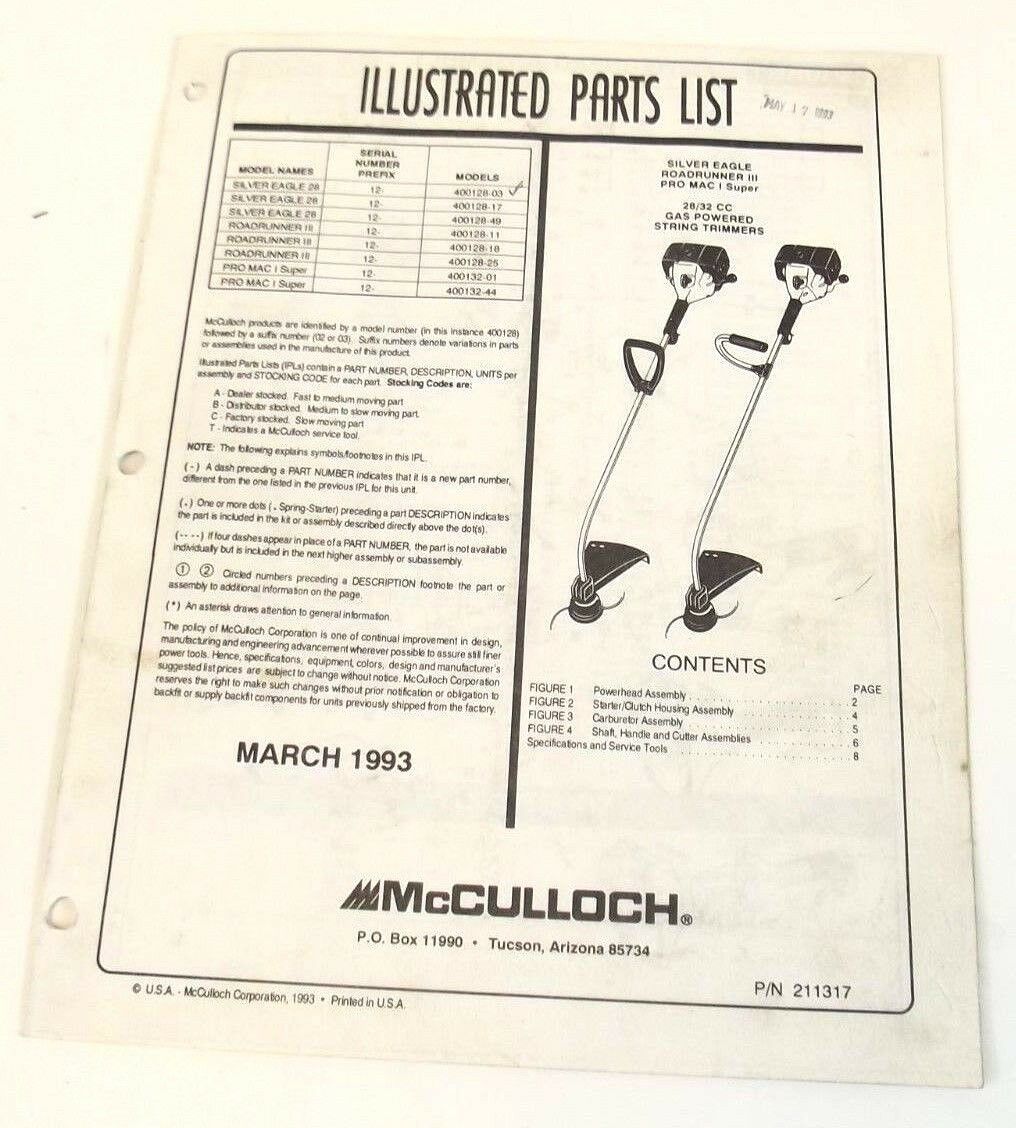 ILLUSTRATED PARTS LIST
MAY 17 1993
MODEL NAMES SERIAL NUMBER PREFIX MODELS
SILVER EAGLE 28 12- 400128-03
SILVER EAGLE 28 12- 400128-17
SILVER EAGLE 28 12- 400128-49
ROADRUNNER III 12- 400128-11
ROADRUNNER III 12- 400128-18
ROADRUNNER III 12- 400128-25
PRO MAC I Super 12- 400132-01
PRO MAC I Super 12- 400132-44
McCulloch products are identified by a model number (in this instance 400128)
followed by a suffix number (02 or 03). Suffix numbers denote variations in parts
or assemblies used in the manufacture of this product.
Illustrated Parts Lists (IPLs) contain a PART NUMBER, DESCRIPTION, UNITS per
assembly and STOCKING CODE for each part. Stocking Codes are:
A - Dealer stocked. Fast to medium moving part
B - Distributor stocked. Medium to slow moving part.
C - Factory stocked. Slow moving part
T - Indicates a McCulloch service tool.
NOTE: The following explains symbols/footnotes in this IPL.
(-) A dash preceding a PART NUMBER indicates that it is a new part number,
different from the one listed in the previous IPL for this unit.
(.) One or more dots (. Spring-Starter) preceding a part DESCRIPTION indicates
the part is included in the kit or assembly described directly above the dot(s).
(----) If four dashes appear in place of a PART NUMBER, the part is not available
individually but is included in the next higher assembly or subassembly.
① ② Circled numbers preceding a DESCRIPTION footnote the part or
assembly to additional information on the page.
(*) An asterisk draws attention to general information.
The policy of McCulloch Corporation is one of continual improvement in design,
manufacturing and engineering advancement wherever possible to assure still finer
power tools. Hence, specifications, equipment, colors, design and manufacturer's
suggested list prices are subject to change without notice. McCulloch Corporation
reserves the right to make such changes without prior notification or obligation to
backfit or supply backfit components for units previously shipped from the factory.
MARCH 1993
SILVER EAGLE
ROADRUNNER III
PRO MAC I Super
28/32 CC
GAS POWERED
STRING TRIMMERS
CONTENTS
PAGE
FIGURE 1 Powerhead Assembly . . . . . . . . . . . . . . . . 2
FIGURE 2 Starter/Clutch Housing Assembly . . . . . . . . . . . . 4
FIGURE 3 Carburetor Assembly . . . . . . . . . . . . . . . . 5
FIGURE 4 Shaft, Handle and Cutter Assemblies . . . . . . . . . . 6
Specifications and Service Tools . . . . . . . . . . . . . . . . 8
McCULLOCH®
P.O. Box 11990 • Tucson, Arizona 85734
P/N 211317
© U.S.A. - McCulloch Corporation, 1993 • Printed in U.S.A.